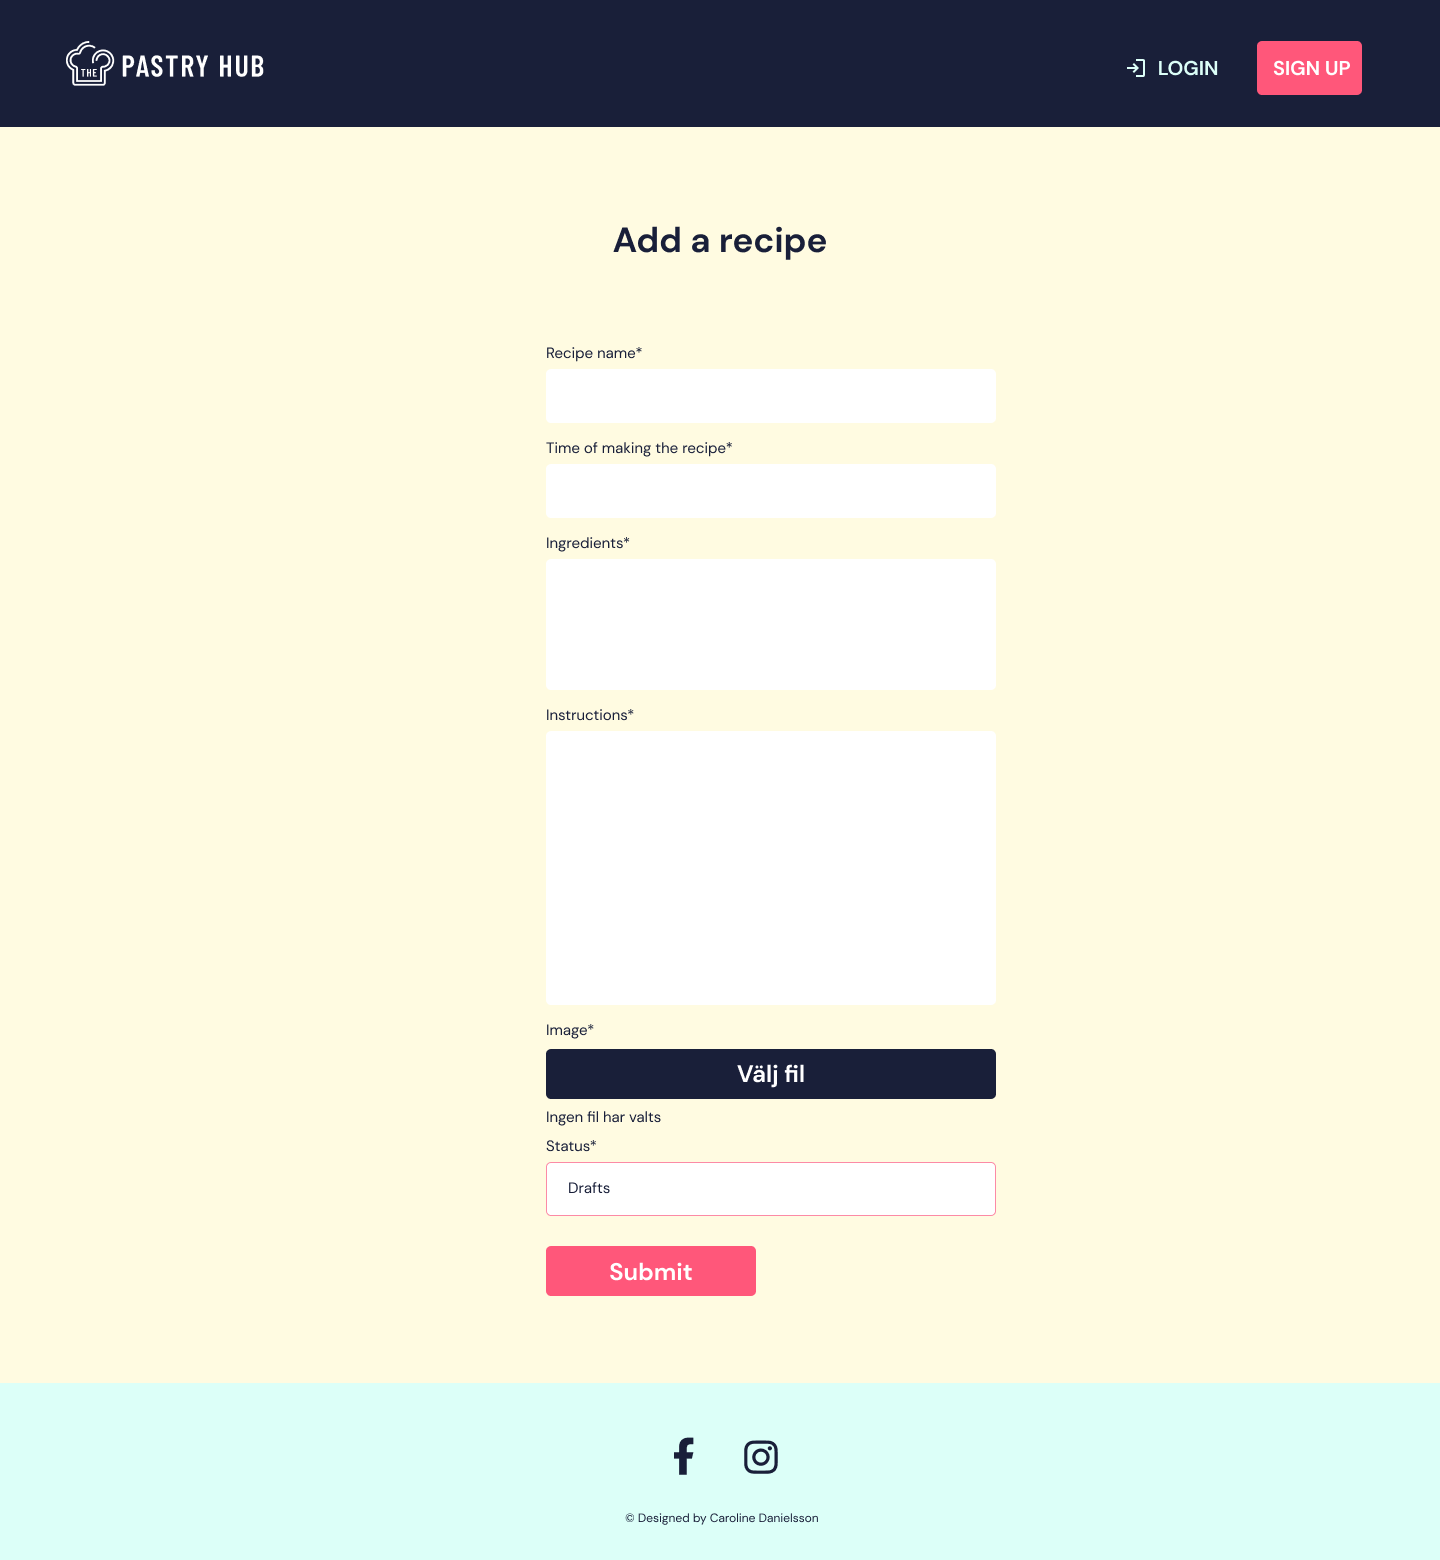 THE PASTRY HUB
LOGIN
SIGN UP
Add a recipe
Recipe name*
Time of making the recipe*
Ingredients*
Instructions*
Image*
Välj fil
Ingen fil har valts
Status*
Drafts
Submit
© Designed by Caroline Danielsson